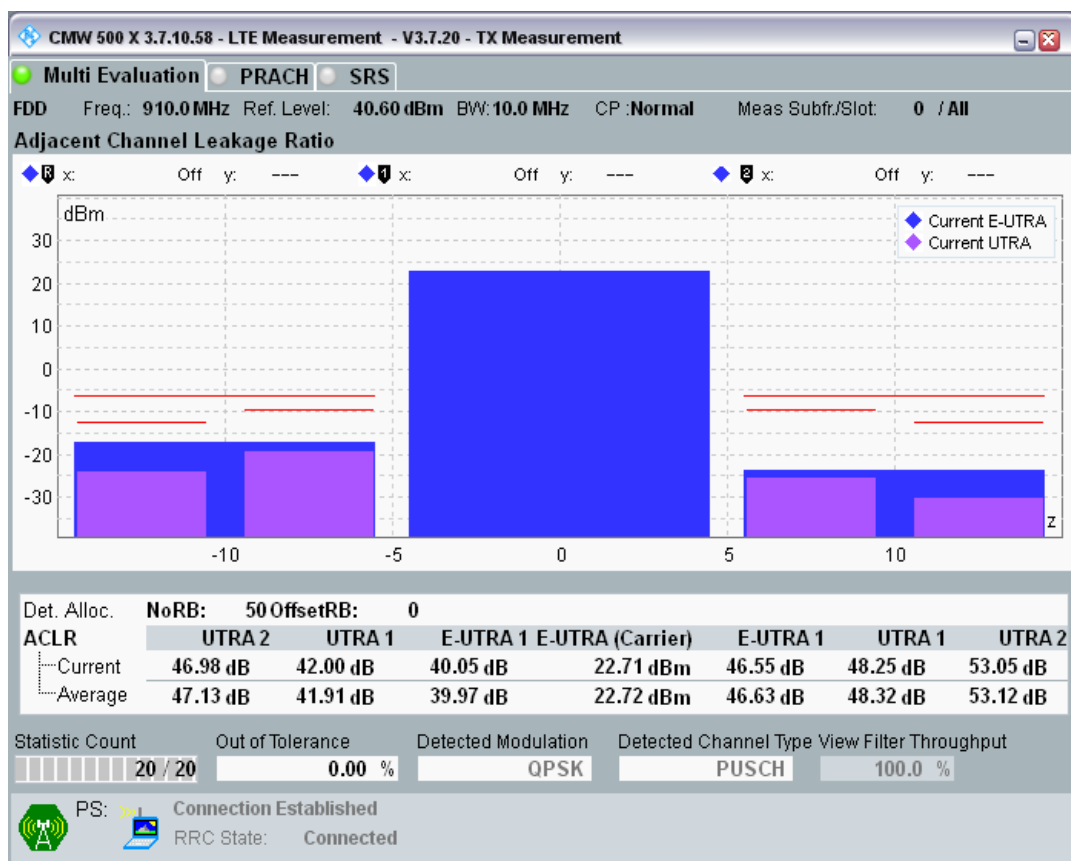 CMW 500 X 3.7.10.58 - LTE Measurement - V3.7.20 - TX Measurement
Multi Evaluation PRACH SRS
FDD Freq.: 910.0 MHz Ref. Level: 40.60 dBm BW: 10.0 MHz CP :Normal Meas Subfr./Slot: 0 / All
Adjacent Channel Leakage Ratio
R x: Off y: --- 1 x: Off y: --- 2 x: Off y: ---
dBm
Current E-UTRA
Current UTRA
30
20
10
0
-10
-20
-30
z
-10 -5 0 5 10
Det. Alloc. NoRB: 50 OffsetRB: 0
ACLR UTRA 2 UTRA 1 E-UTRA 1 E-UTRA (Carrier) E-UTRA 1 UTRA 1 UTRA 2
Current 46.98 dB 42.00 dB 40.05 dB 22.71 dBm 46.55 dB 48.25 dB 53.05 dB
Average 47.13 dB 41.91 dB 39.97 dB 22.72 dBm 46.63 dB 48.32 dB 53.12 dB
Statistic Count Out of Tolerance Detected Modulation Detected Channel Type View Filter Throughput
20 / 20 0.00 % QPSK PUSCH 100.0 %
PS: Connection Established
RRC State: Connected